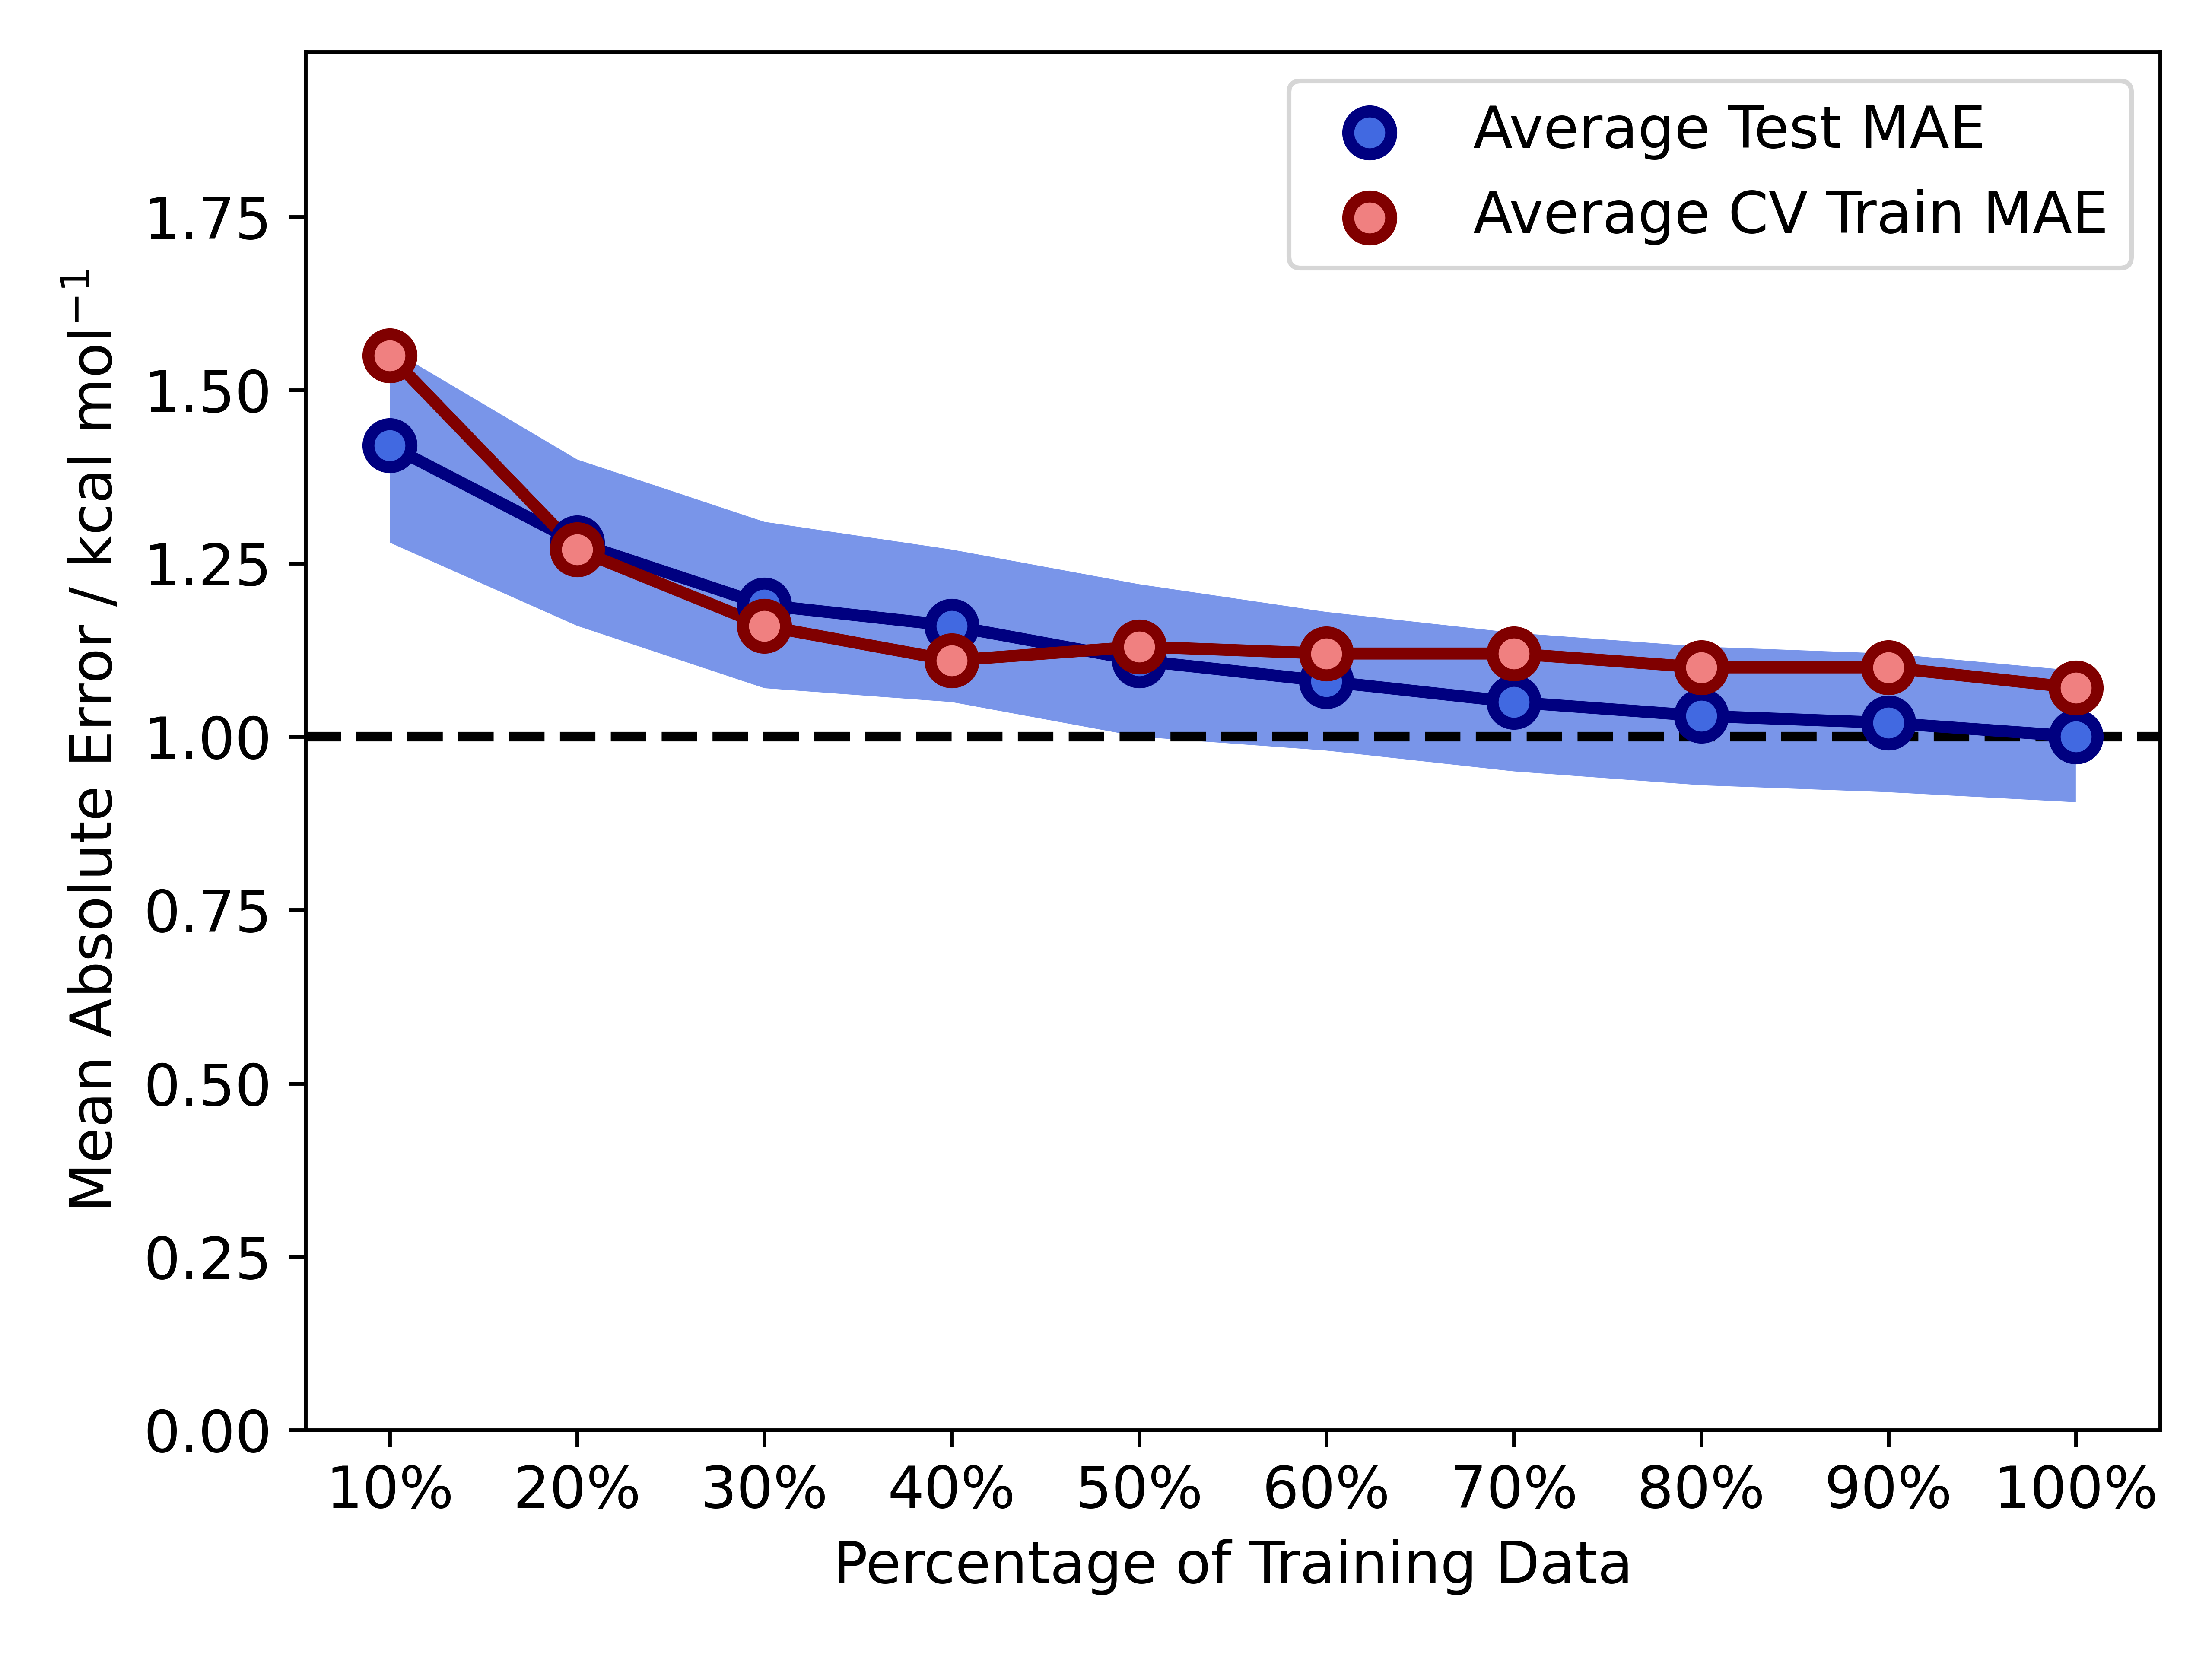 Average Test MAE
Average CV Train MAE
Mean Absolute Error / kcal mol⁻¹
1.75
1.50
1.25
1.00
0.75
0.50
0.25
0.00
10% 20% 30% 40% 50% 60% 70% 80% 90% 100%
Percentage of Training Data